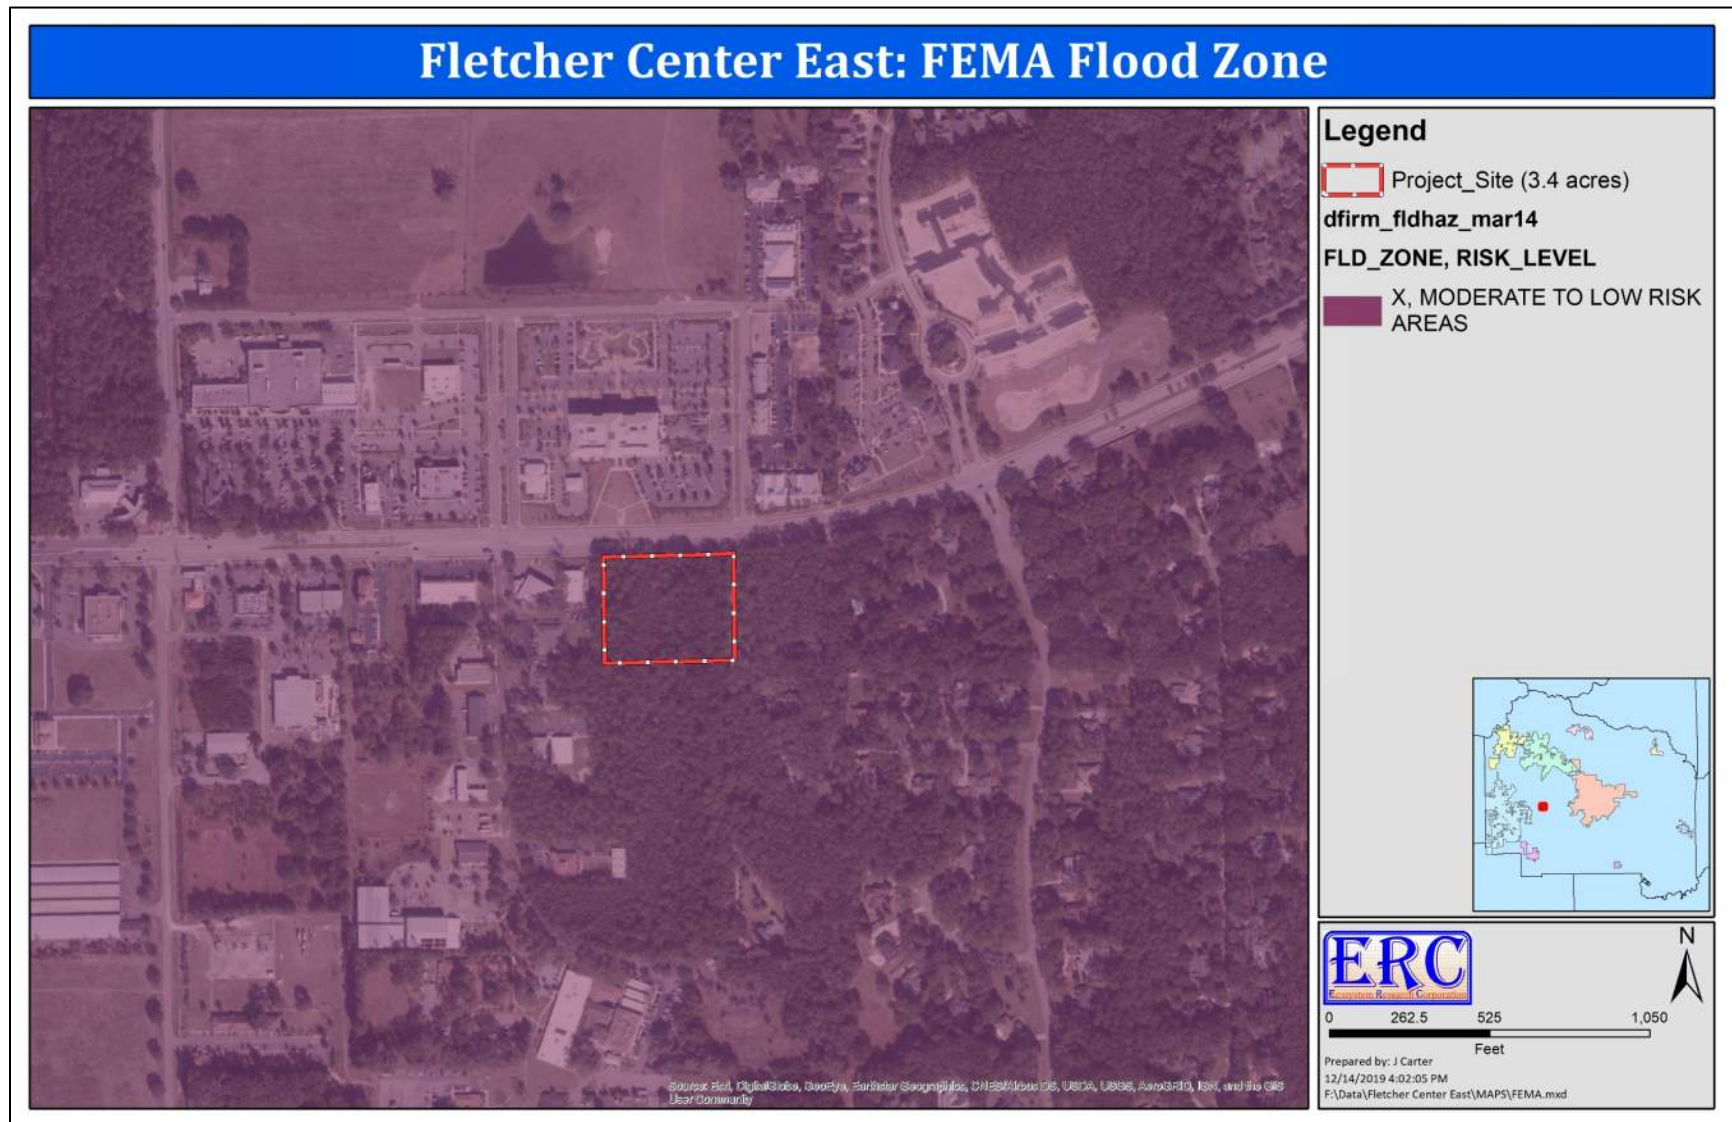 Fletcher Center East: FEMA Flood Zone
Legend
Project_Site (3.4 acres)
dfirm_fldhaz_mar14
FLD_ZONE, RISK_LEVEL
X, MODERATE TO LOW RISK
AREAS
ERC
Ecosystem Research Corporation
N
0 262.5 525 1,050
Feet
Prepared by: J Carter
12/14/2019 4:02:05 PM
F:\Data\Fletcher Center East\MAPS\FEMA.mxd
Source: Esri, DigitalGlobe, GeoEye, Earthstar Geographics, CNES/Airbus DS, USDA, USGS, AeroGRID, IGN, and the GIS
User Community